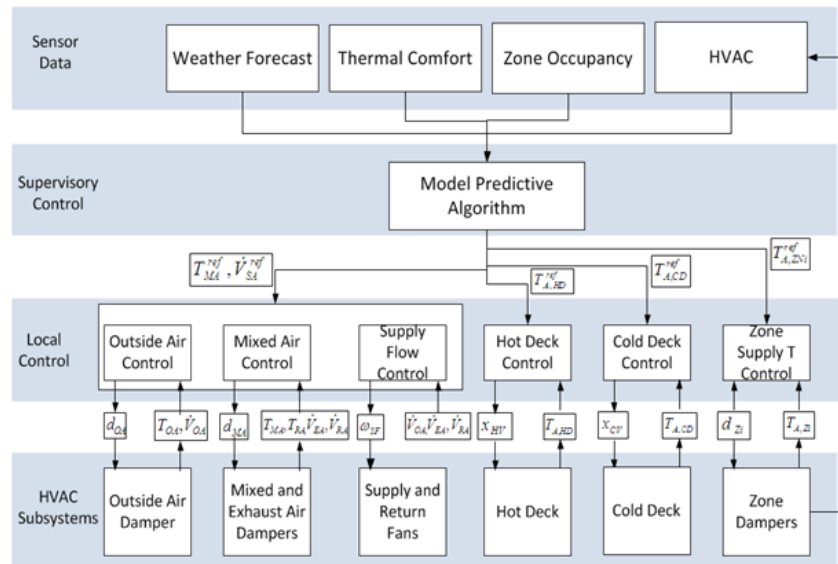 Sensor
Data
Weather Forecast
Thermal Comfort
Zone Occupancy
HVAC
Supervisory
Control
Model Predictive
Algorithm
T_MA^ref, V̇_SA^ref
T_A,HD^ref
T_A,CD^ref
T_A,ZNi^ref
Local
Control
Outside Air
Control
Mixed Air
Control
Supply
Flow
Control
Hot Deck
Control
Cold Deck
Control
Zone
Supply T
Control
d_OA
T_OA, V̇_OA
d_MA
T_MA, T_RA V̇_EA, V̇_RA
ω_SF
V̇_OA, V̇_EA, V̇_RA
x_HV
T_A,HD
x_CV
T_A,CD
d_Zi
T_A,Zi
HVAC
Subsystems
Outside Air
Damper
Mixed and
Exhaust Air
Dampers
Supply and
Return
Fans
Hot Deck
Cold Deck
Zone
Dampers